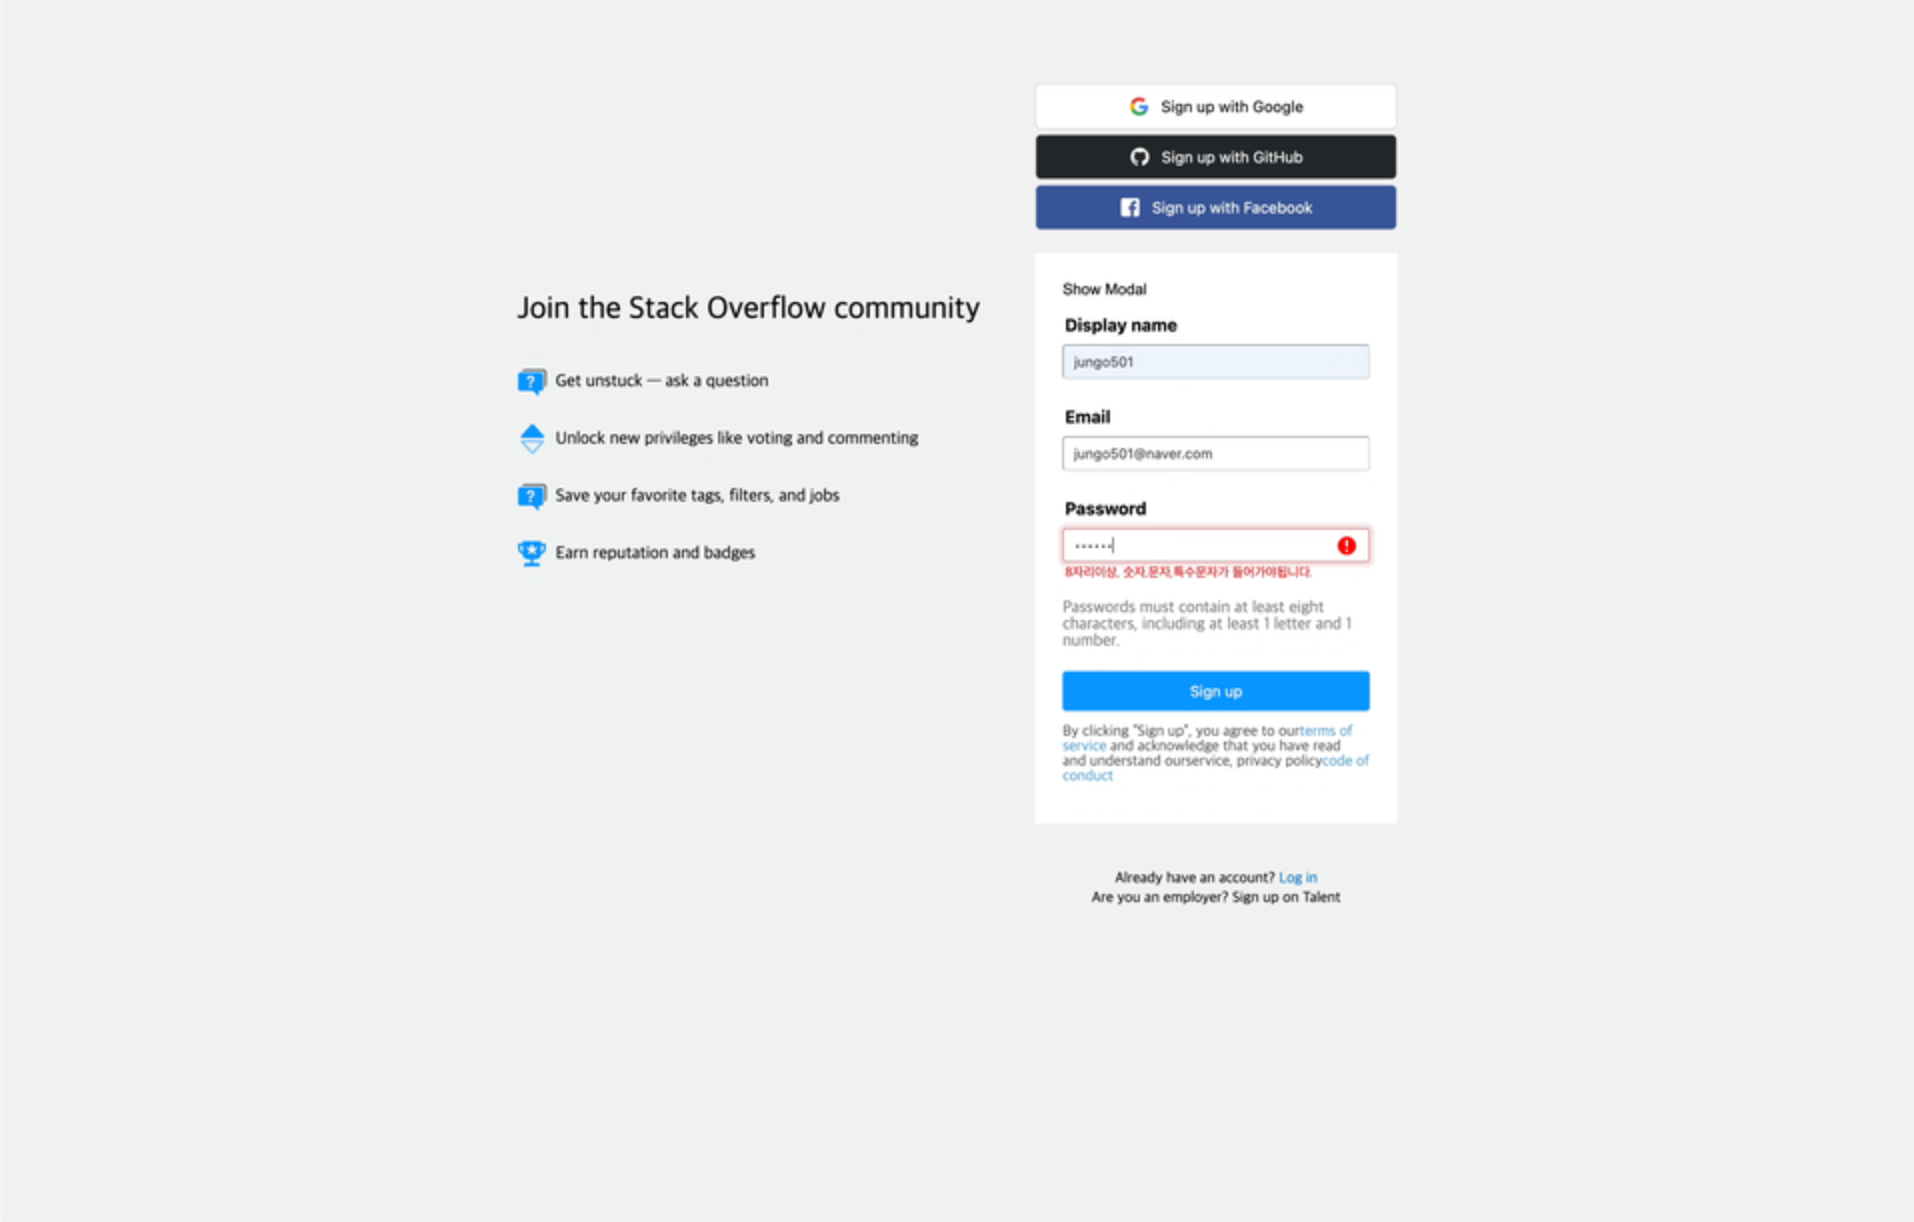 Sign up with Google
Sign up with GitHub
Sign up with Facebook
Join the Stack Overflow community
Get unstuck — ask a question
Unlock new privileges like voting and commenting
Save your favorite tags, filters, and jobs
Earn reputation and badges
Show Modal
Display name
jungo501
Email
jungo501@naver.com
Password
••••••
8자리이상, 숫자,문자,특수문자가 들어가야됩니다.
Passwords must contain at least eight
characters, including at least 1 letter and 1
number.
Sign up
By clicking “Sign up”, you agree to ourterms of
service and acknowledge that you have read
and understand ourservice, privacy policycode of
conduct
Already have an account? Log in
Are you an employer? Sign up on Talent